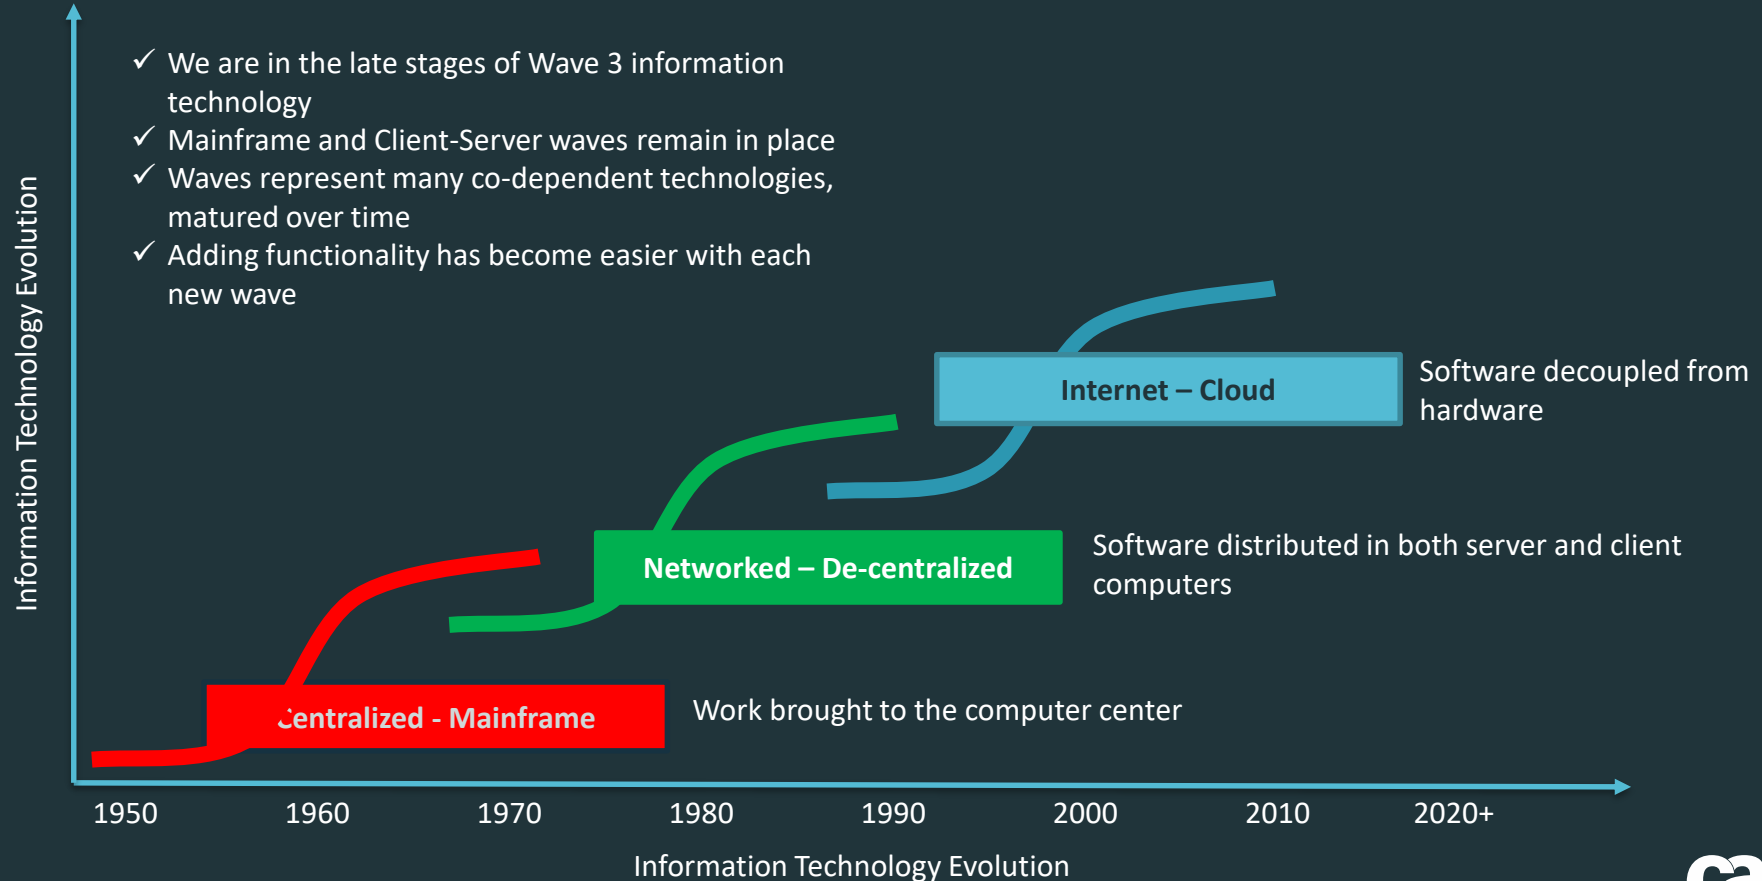 ✓ We are in the late stages of Wave 3 information
technology
✓ Mainframe and Client-Server waves remain in place
✓ Waves represent many co-dependent technologies,
matured over time
✓ Adding functionality has become easier with each
new wave
Information Technology Evolution
Internet – Cloud
Software decoupled from
hardware
Networked – De-centralized
Software distributed in both server and client
computers
Centralized - Mainframe
Work brought to the computer center
1950 1960 1970 1980 1990 2000 2010 2020+
Information Technology Evolution